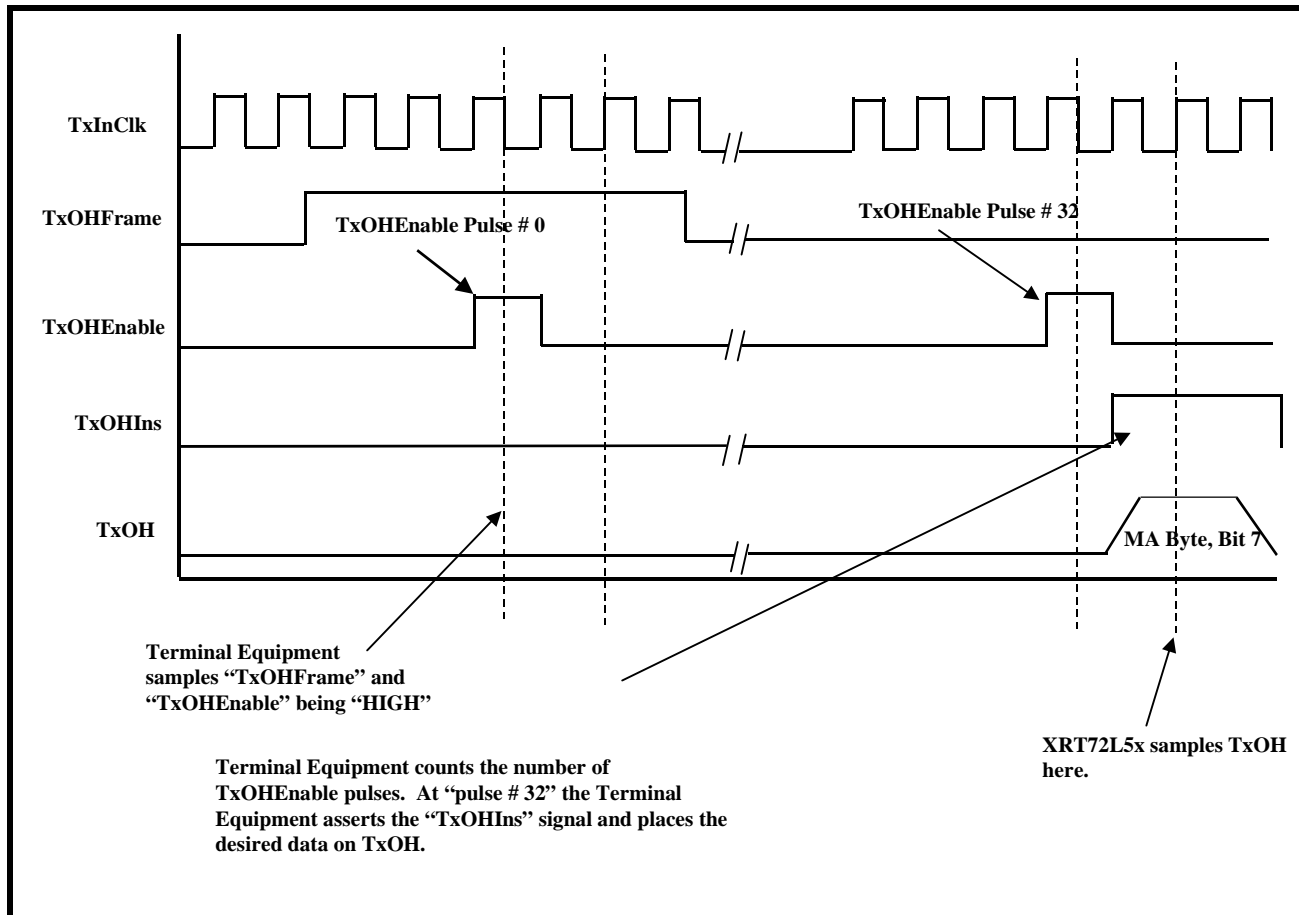 TxInClk
TxOHFrame
TxOHEnable Pulse # 0
TxOHEnable Pulse # 32
TxOHEnable
TxOHIns
TxOH
MA Byte, Bit 7
Terminal Equipment
samples “TxOHFrame” and
“TxOHEnable” being “HIGH”
XRT72L5x samples TxOH
here.
Terminal Equipment counts the number of
TxOHEnable pulses. At “pulse # 32” the Terminal
Equipment asserts the “TxOHIns” signal and places the
desired data on TxOH.